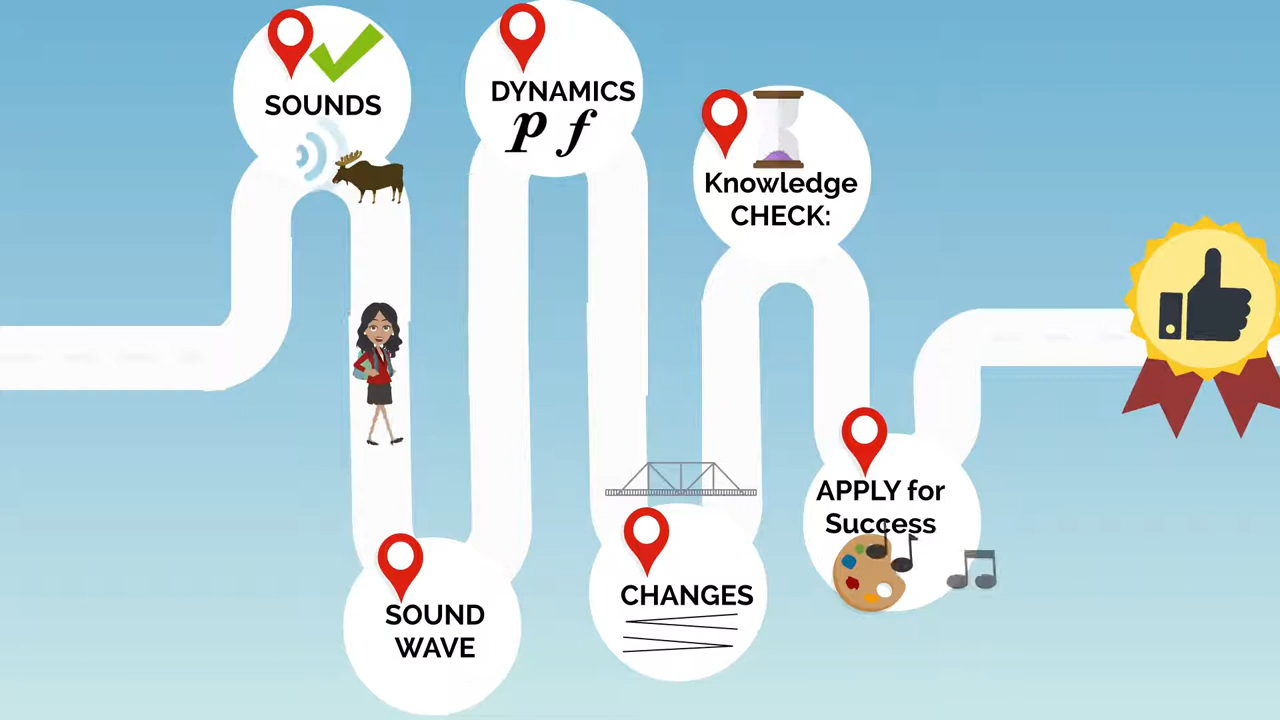 SOUNDS
SOUND
WAVE
DYNAMICS
p f
CHANGES
Knowledge
CHECK:
APPLY for
Success